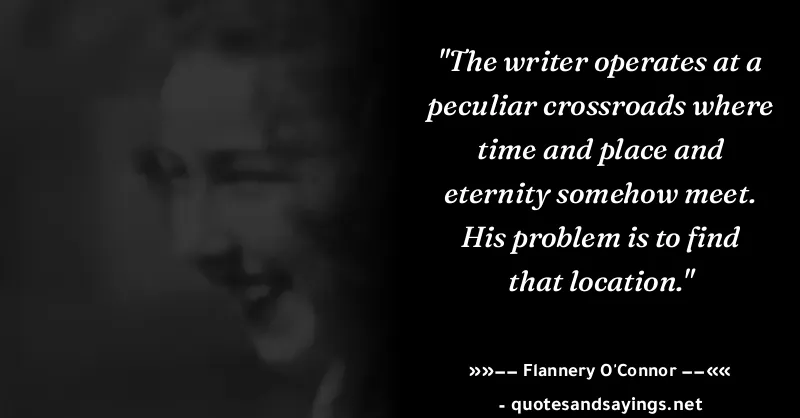 "The writer operates at a
peculiar crossroads where
time and place and
eternity somehow meet.
His problem is to find
that location."
»»–– Flannery O'Connor ––««
- quotesandsayings.net